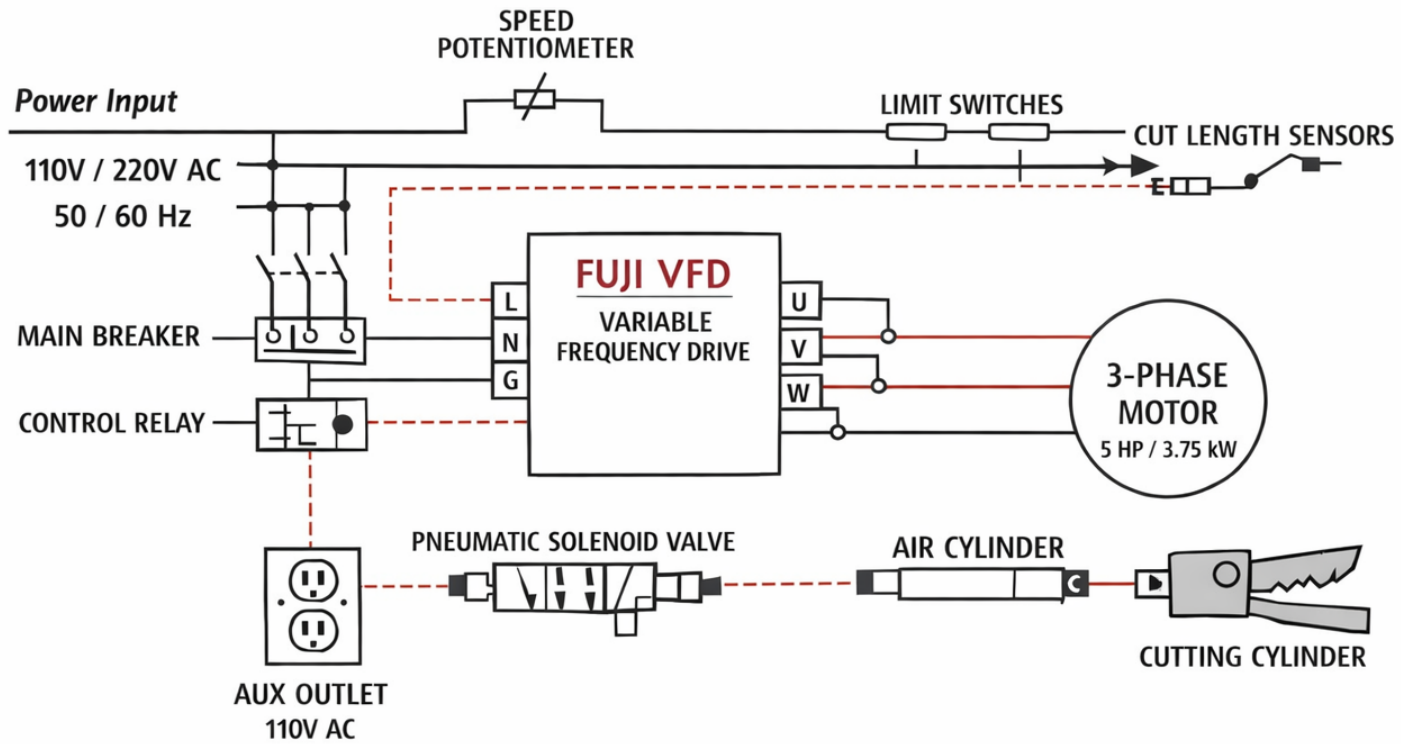 SPEED
POTENTIOMETER
Power Input
LIMIT SWITCHES
CUT LENGTH SENSORS
110V / 220V AC
50 / 60 Hz
E
FUJI VFD
VARIABLE
FREQUENCY DRIVE
L
N
G
U
V
W
MAIN BREAKER
CONTROL RELAY
3-PHASE
MOTOR
5 HP / 3.75 kW
PNEUMATIC SOLENOID VALVE
AIR CYLINDER
C
CUTTING CYLINDER
AUX OUTLET
110V AC